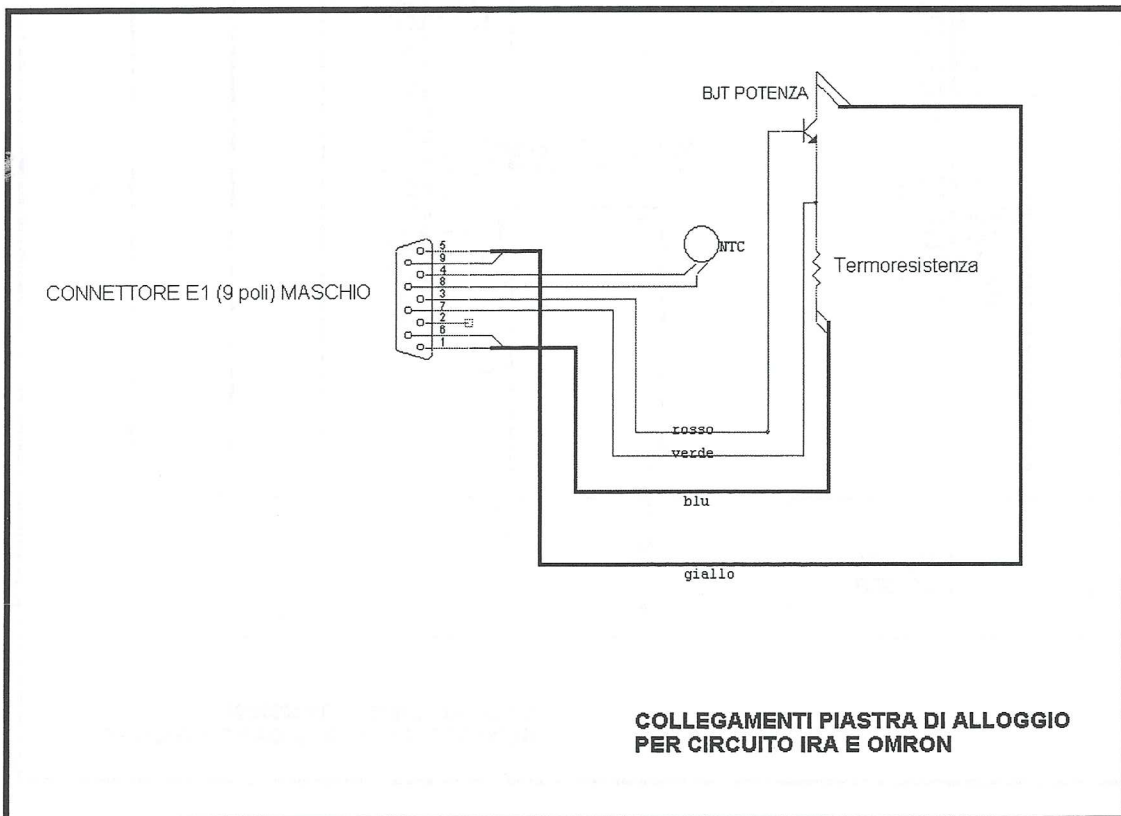 BJT POTENZA
NTC
Termoresistenza
CONNETTORE E1 (9 poli) MASCHIO
5
9
4
8
3
7
2
6
1
rosso
verde
blu
giallo
COLLEGAMENTI PIASTRA DI ALLOGGIO
PER CIRCUITO IRA E OMRON